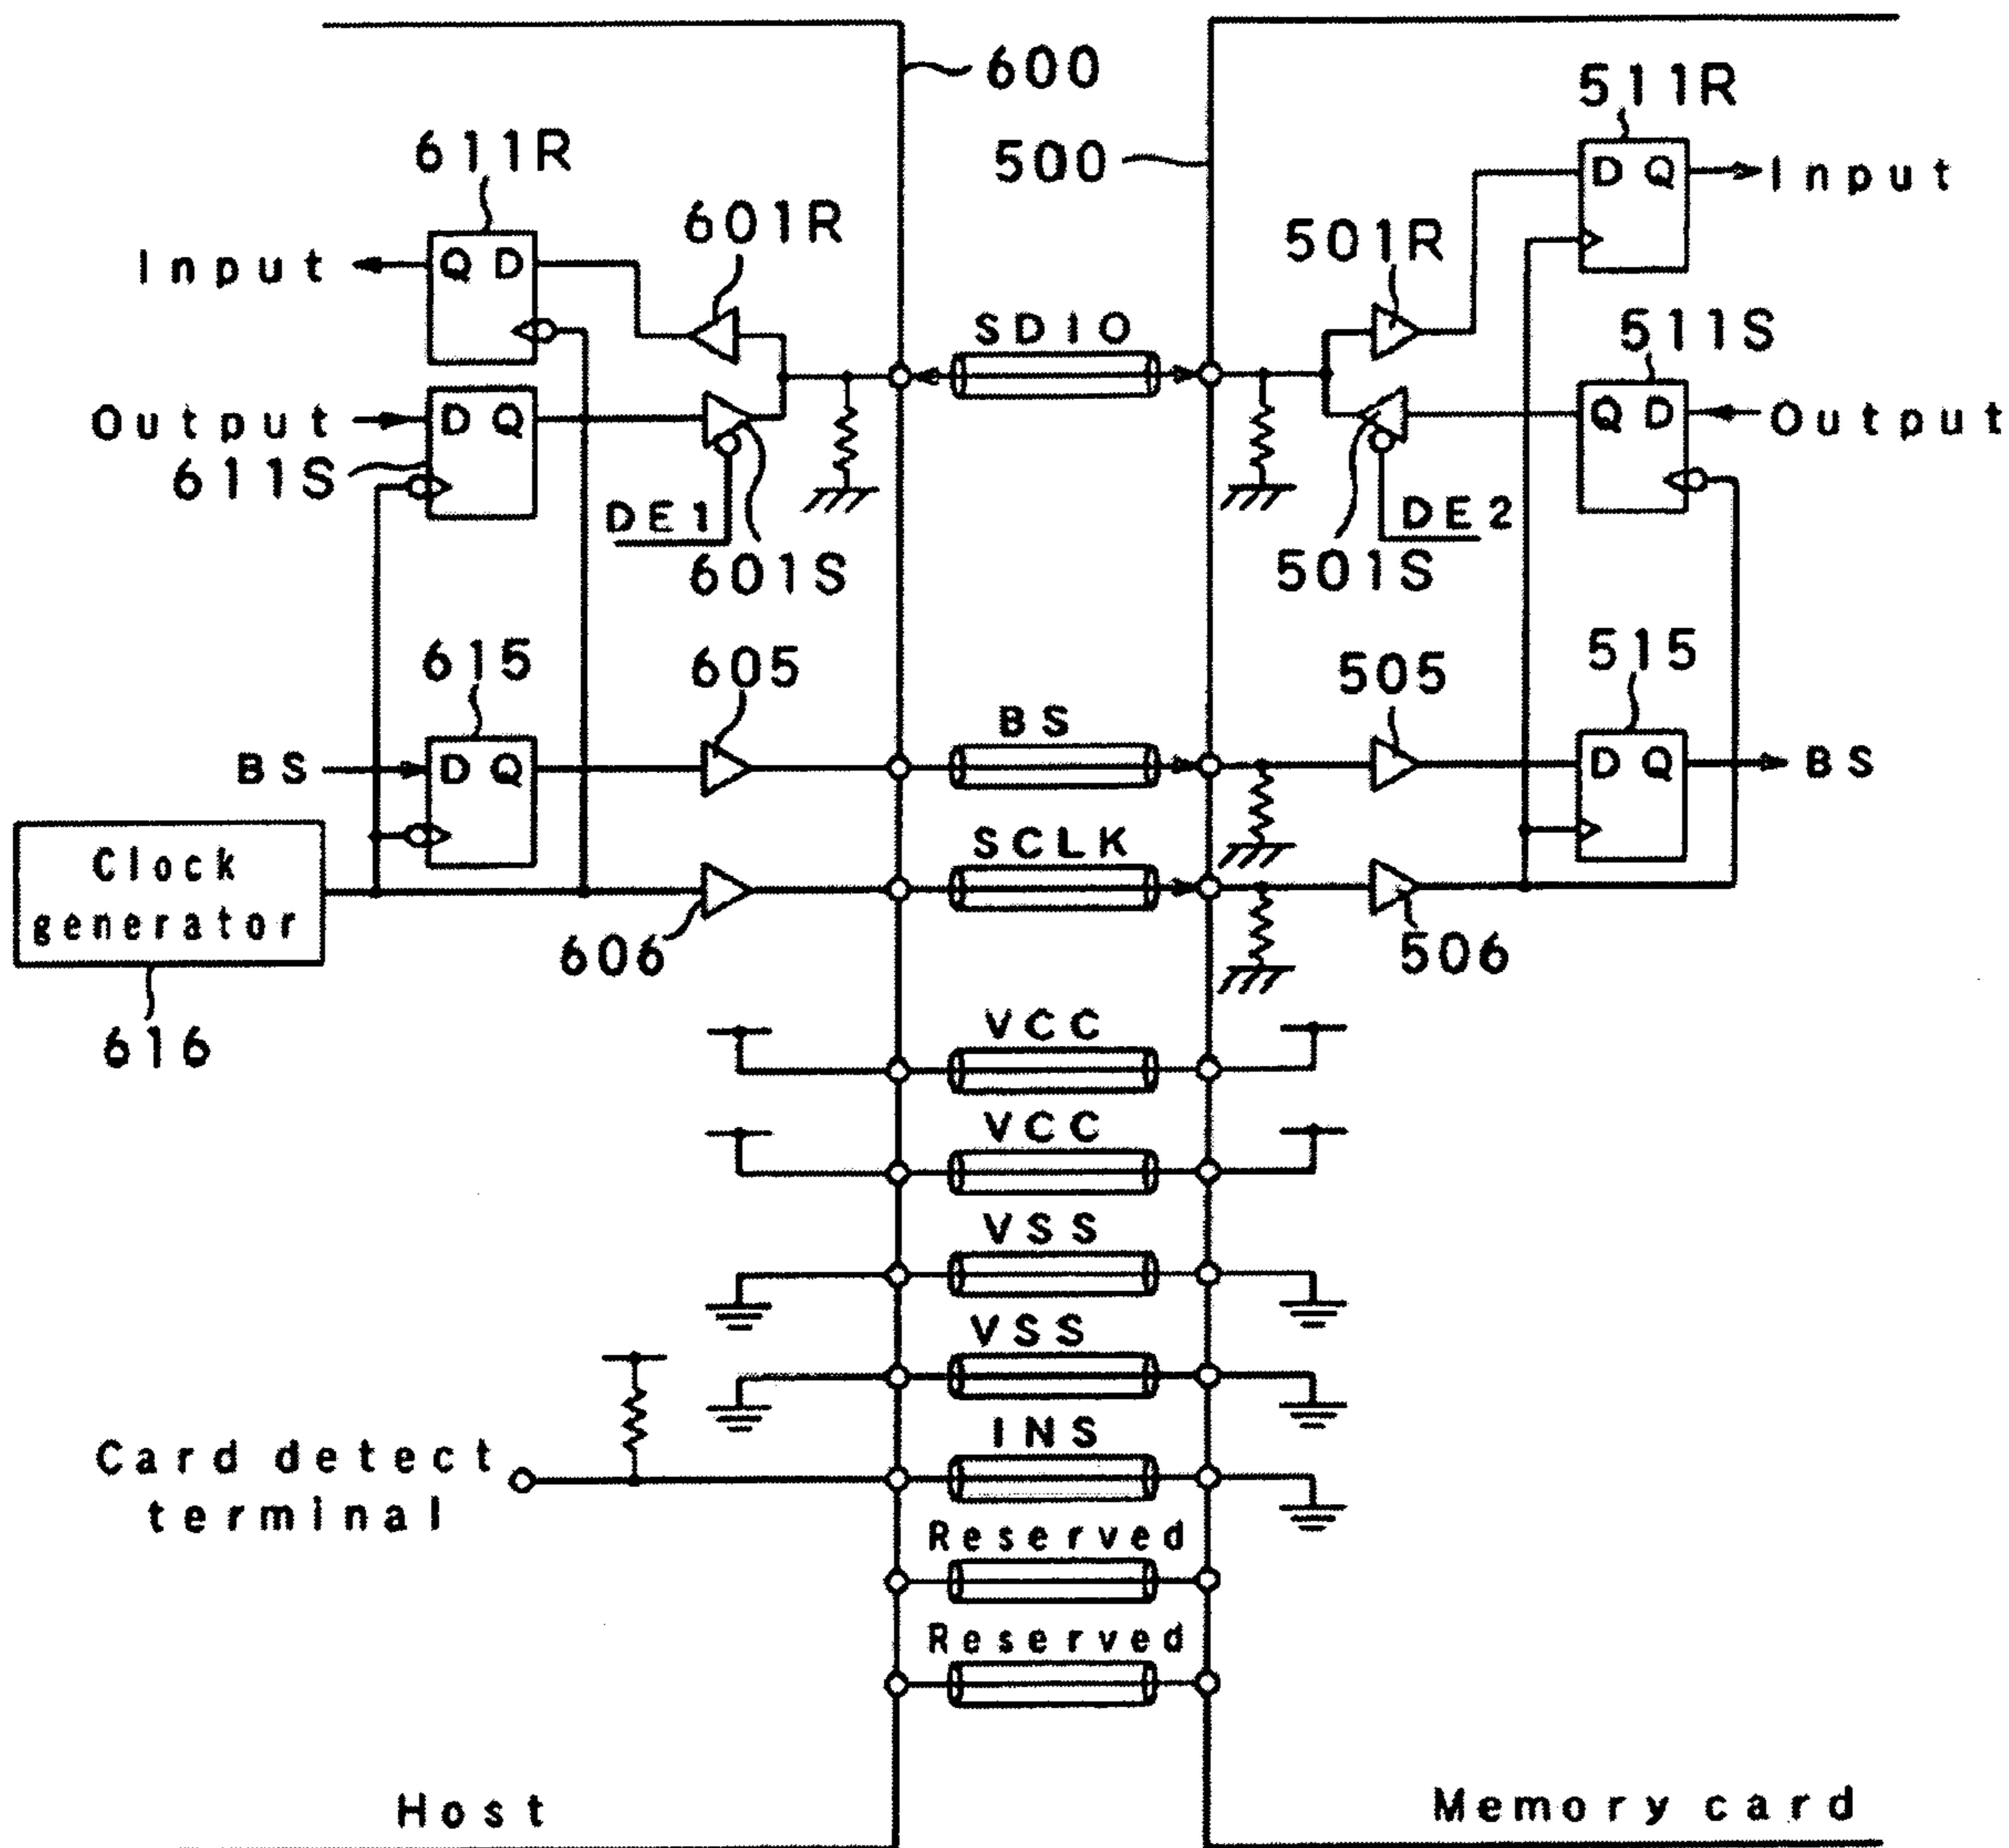 600
511R
611R
500
Input
601R
501R
D Q
Input
Q D
SDIO
511S
Output
D Q
Q D
Output
611S
DE1
DE2
601S
501S
615
605
505
515
BS
BS
D Q
D Q
BS
SCLK
Clock
generator
606
506
616
VCC
VCC
VSS
VSS
INS
Card detect
terminal
Reserved
Reserved
Host
Memory card